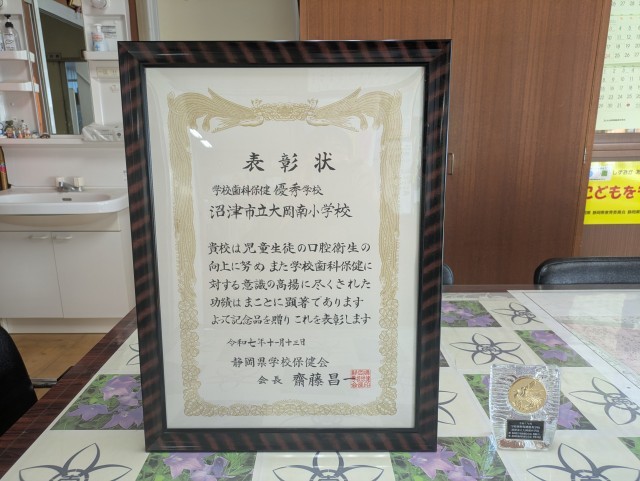 表彰状
学校歯科保健 優秀学校
沼津市立大岡南小学校
貴校は児童生徒の口腔衛生の
向上に努め また学校歯科保健に
対する意識の高揚に尽くされた
功績はまことに顕著であります
よって記念品を贈り これを表彰します
令和七年十一月十三日
静岡県学校保健会
会長 齋藤昌一
こどもを